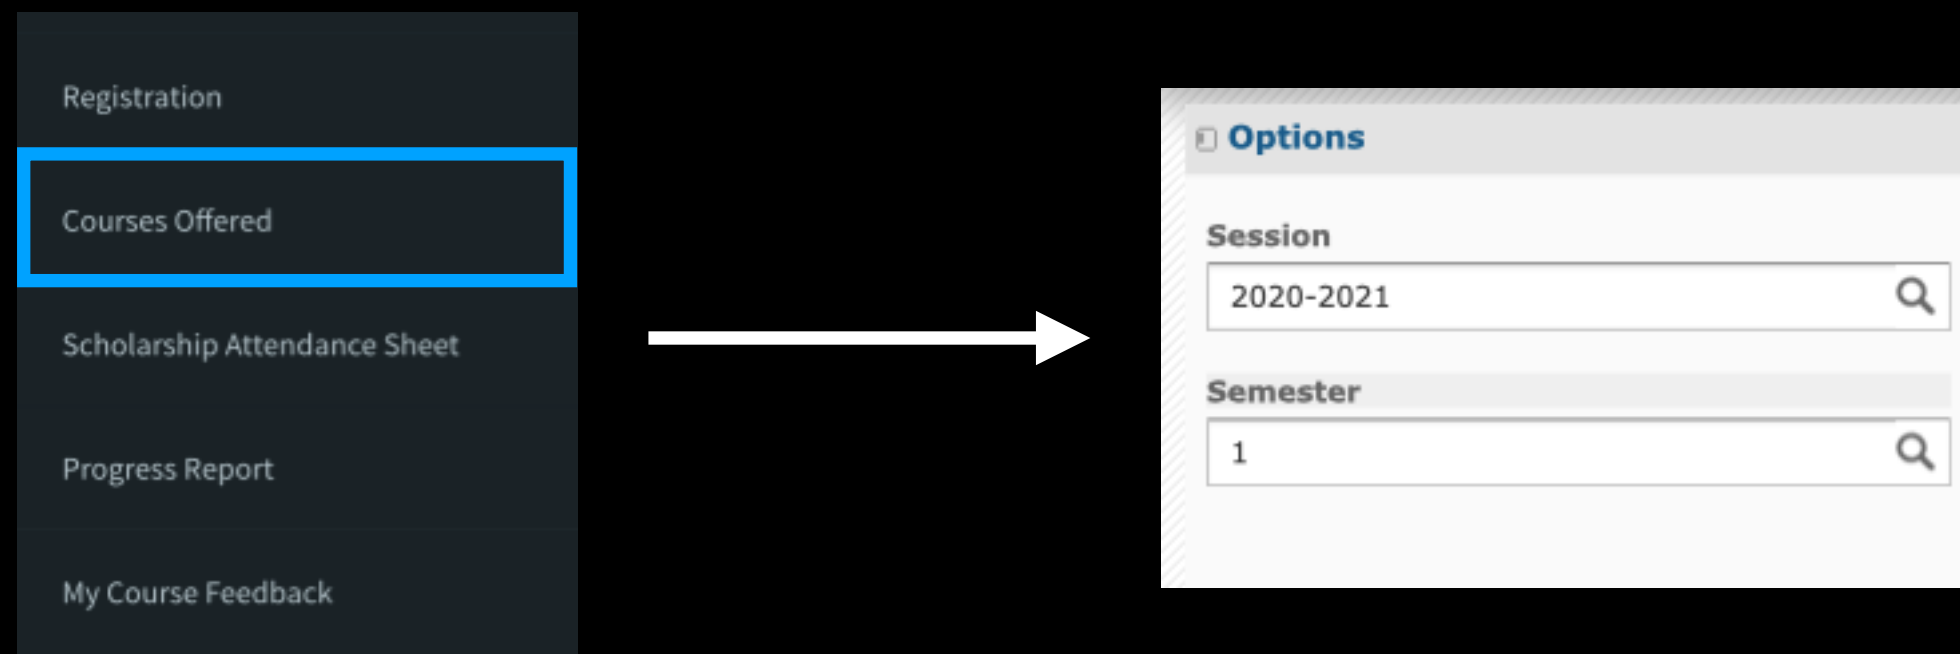 Registration
Courses Offered
Scholarship Attendance Sheet
Progress Report
My Course Feedback
Options
Session
2020-2021
Semester
1